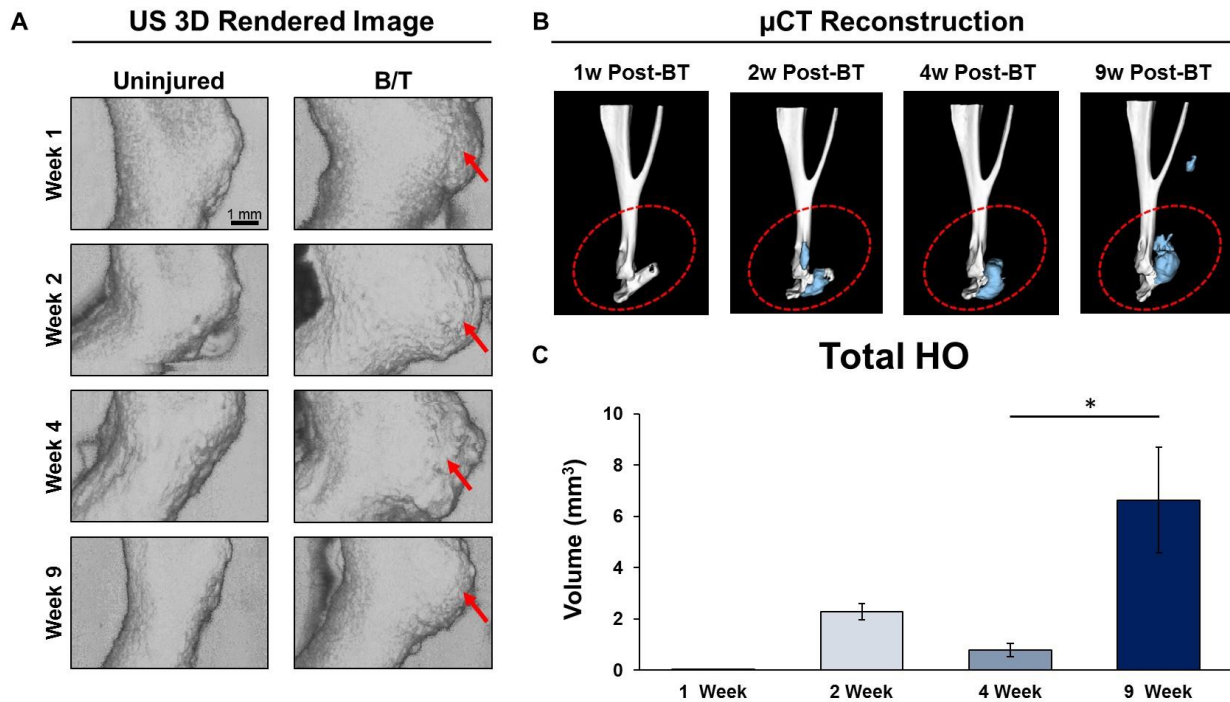 A
US 3D Rendered Image
Uninjured
B/T
Week 1
1 mm
Week 2
Week 4
Week 9
B
µCT Reconstruction
1w Post-BT
2w Post-BT
4w Post-BT
9w Post-BT
C
Total HO
*
Volume (mm³)
10
8
6
4
2
0
1 Week
2 Week
4 Week
9 Week